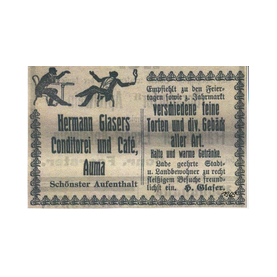 Hermann Glasers
Conditorei und Café,
Auma
Schönster Aufenthalt
Empfiehlt zu den Feier-
tagen sowie z. Jahrmarkt
verschiedene feine
Torten und div. Gebäck
aller Art.
Kalte und warme Getränke.
Lade geehrte Stadt-
u. Landbewohner zu recht
fleißigem Besuche freund-
lichst ein. H. Glaser.